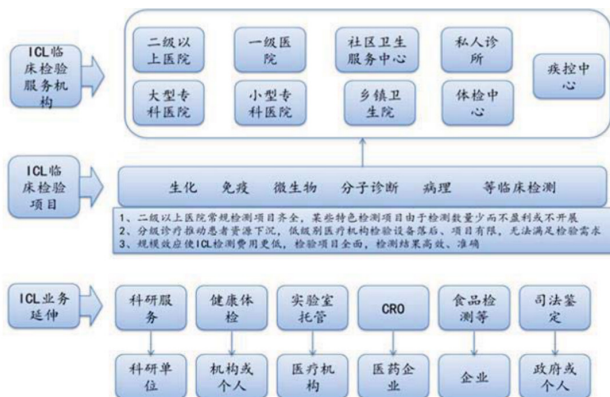 ICL临
床检验
服务机
构
二级以
上医院
一级医
院
社区卫生
服务中心
私人诊
所
疾控中
心
大型专
科医院
小型专
科医院
乡镇卫
生院
体检中
心
ICL临
床检验
项目
生化 免疫 微生物 分子诊断 病理 等临床检测
1、二级以上医院常规检测项目齐全，某些特色检测项目由于检测数量少而不盈利或不开展
2、分级诊疗推动患者资源下沉，低级别医疗机构检验设备落后、项目有限，无法满足检验需求
3、规模效应使ICL检测费用更低，检验项目全面，检测结果高效、准确
ICL业务
延伸
科研服
务
健康体
检
实验室
托管
CRO
食品检
测等
司法鉴
定
科研单
位
机构或
个人
医疗机
构
医药企
业
企业
政府或
个人